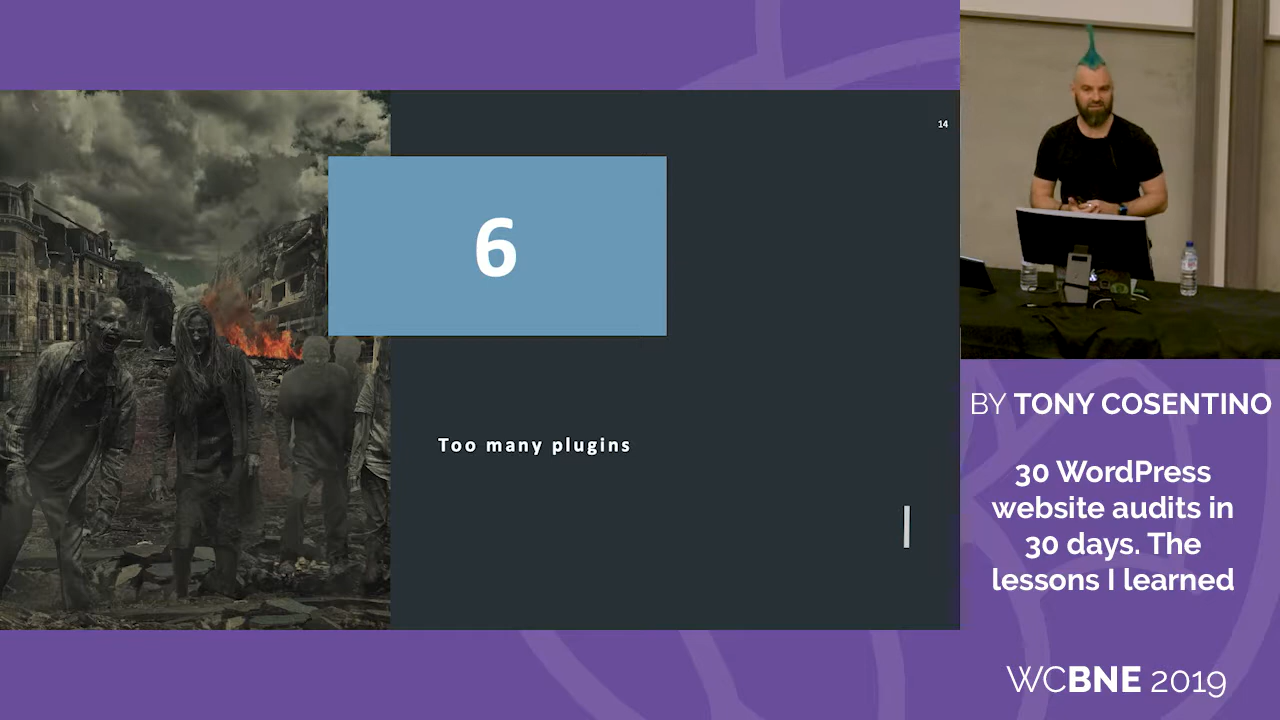 14
6
Too many plugins
BY TONY COSENTINO
30 WordPress
website audits in
30 days. The
lessons I learned
WCBNE 2019